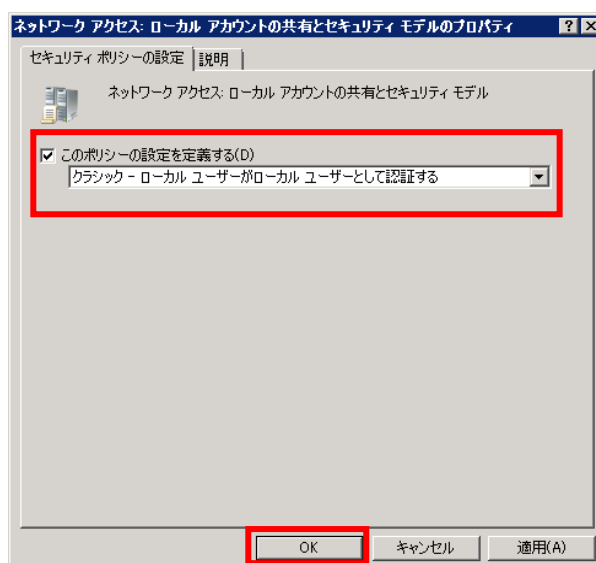 ネットワーク アクセス: ローカル アカウントの共有とセキュリティ モデルのプロパティ
セキュリティ ポリシーの設定 説明
ネットワーク アクセス: ローカル アカウントの共有とセキュリティ モデル
このポリシーの設定を定義する(D)
クラシック - ローカル ユーザーがローカル ユーザーとして認証する
OK キャンセル 適用(A)